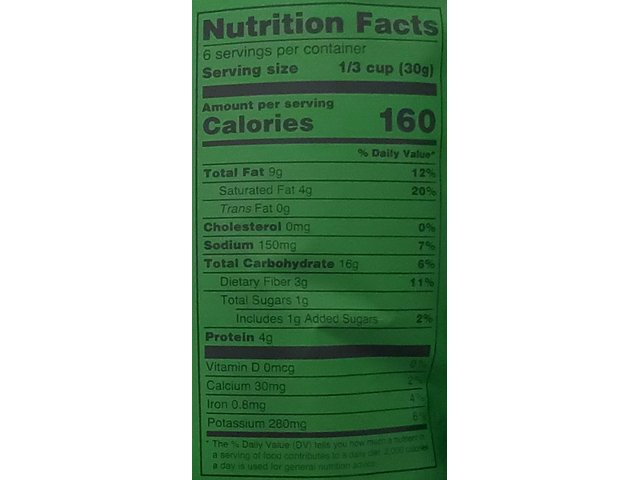 Nutrition Facts
6 servings per container
Serving size 1/3 cup (30g)
Amount per serving
Calories 160
% Daily Value*
Total Fat 9g 12%
Saturated Fat 4g 20%
Trans Fat 0g
Cholesterol 0mg 0%
Sodium 150mg 7%
Total Carbohydrate 16g 6%
Dietary Fiber 3g 11%
Total Sugars 1g
Includes 1g Added Sugars 2%
Protein 4g
Vitamin D 0mcg 0%
Calcium 30mg 2%
Iron 0.8mg 4%
Potassium 280mg 6%
* The % Daily Value (DV) tells you how much a nutrient in
a serving of food contributes to a daily diet. 2,000 calories
a day is used for general nutrition advice.